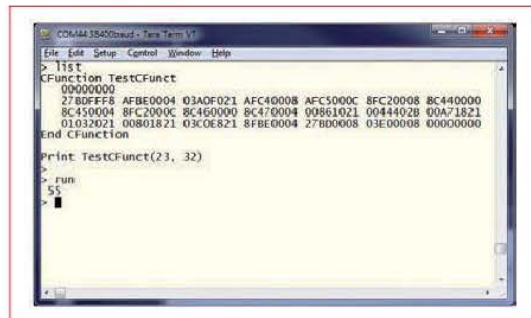 COM44:38400baud - Tera Term VT
File Edit Setup Control Window Help
> list
CFunction TestCFunct
00000000
27BDFFF8 AFBE0004 03A0F021 AFC40008 AFC5000C 8FC20008 8C440000
8C450004 8FC2000C 8C460000 8C470004 00861021 0044402B 00A71821
01032021 00801821 03C0E821 8FBE0004 27BD0008 03E00008 00000000
End CFunction
Print TestCFunct(23, 32)
>
> run
55
>